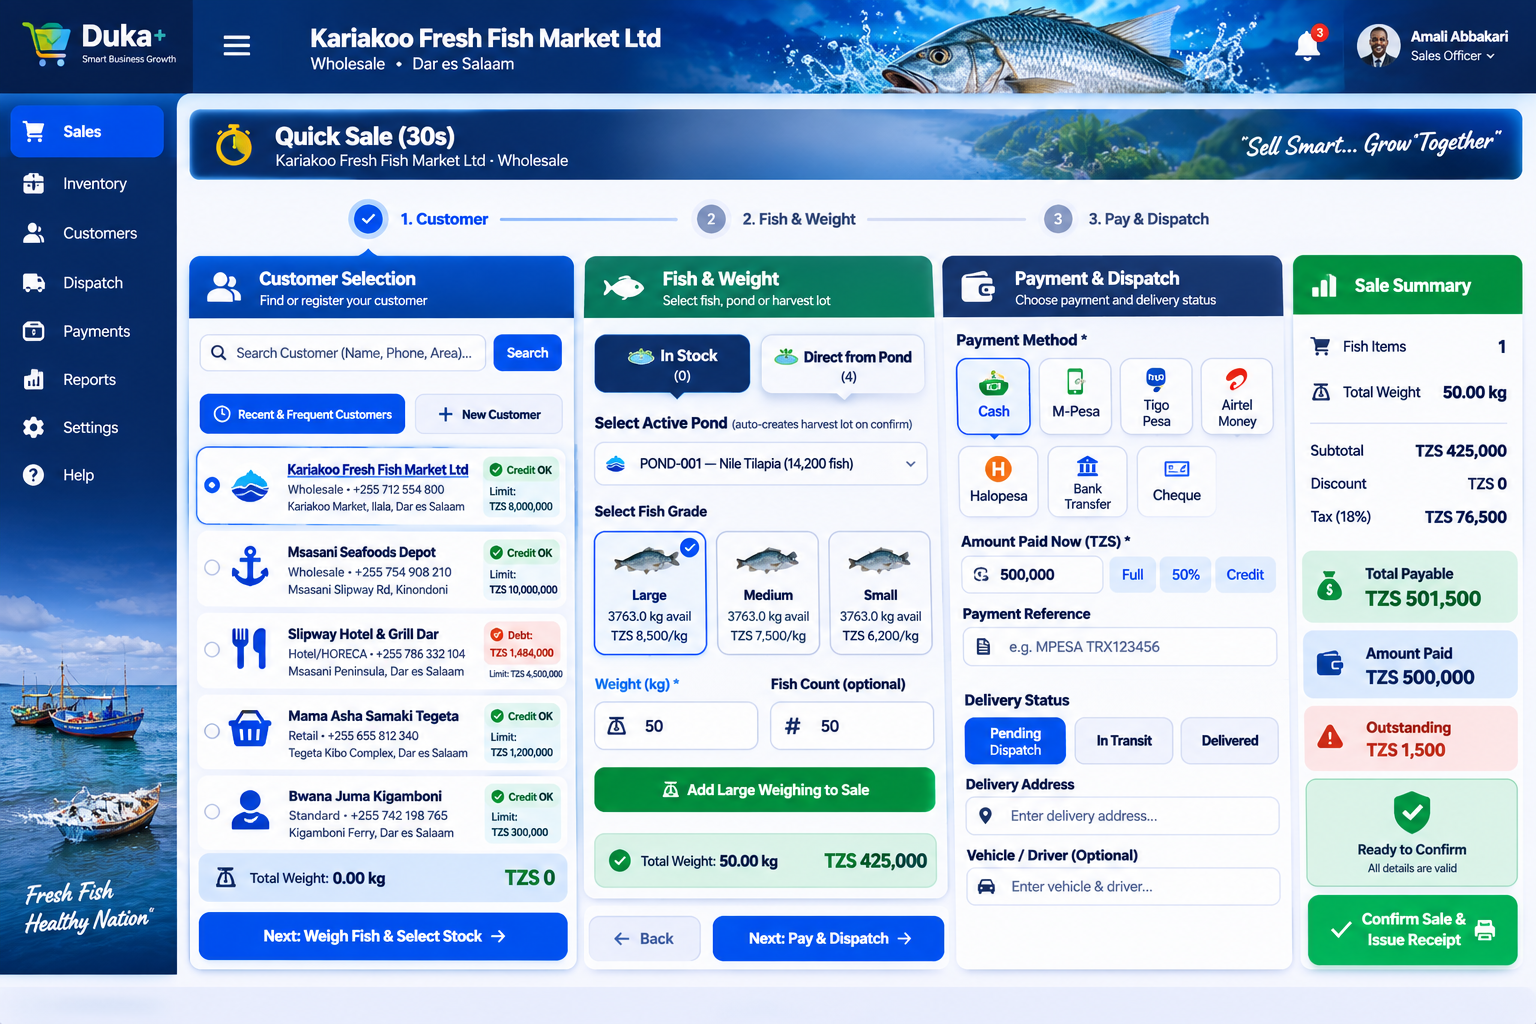 Duka+
Smart Business Growth
Kariakoo Fresh Fish Market Ltd
Wholesale • Dar es Salaam
3
Amali Abbakari
Sales Officer
Sales
Inventory
Customers
Dispatch
Payments
Reports
Settings
Help
Fresh Fish
Healthy Nation"
Quick Sale (30s)
Kariakoo Fresh Fish Market Ltd · Wholesale
"Sell Smart... Grow Together"
1. Customer
2
2. Fish & Weight
3
3. Pay & Dispatch
Customer Selection
Find or register your customer
Search Customer (Name, Phone, Area)...
Search
Recent & Frequent Customers
+ New Customer
Kariakoo Fresh Fish Market Ltd
Wholesale • +255 712 554 800
Kariakoo Market, Ilala, Dar es Salaam
Credit OK
Limit:
TZS 8,000,000
Msasani Seafoods Depot
Wholesale • +255 754 908 210
Msasani Slipway Rd, Kinondoni
Credit OK
Limit:
TZS 10,000,000
Slipway Hotel & Grill Dar
Hotel/HORECA • +255 786 332 104
Msasani Peninsula, Dar es Salaam
Debt:
TZS 1,484,000
Limit: TZS 4,500,000
Mama Asha Samaki Tegeta
Retail • +255 655 812 340
Tegeta Kibo Complex, Dar es Salaam
Credit OK
Limit:
TZS 1,200,000
Bwana Juma Kigamboni
Standard • +255 742 198 765
Kigamboni Ferry, Dar es Salaam
Credit OK
Limit:
TZS 300,000
Total Weight: 0.00 kg
TZS 0
Next: Weigh Fish & Select Stock →
Fish & Weight
Select fish, pond or harvest lot
In Stock
(0)
Direct from Pond
(4)
Select Active Pond (auto-creates harvest lot on confirm)
POND-001 — Nile Tilapia (14,200 fish)
Select Fish Grade
Large
3763.0 kg avail
TZS 8,500/kg
Medium
3763.0 kg avail
TZS 7,500/kg
Small
3763.0 kg avail
TZS 6,200/kg
Weight (kg) *
50
Fish Count (optional)
# 50
Add Large Weighing to Sale
Total Weight: 50.00 kg
TZS 425,000
← Back
Next: Pay & Dispatch →
Payment & Dispatch
Choose payment and delivery status
Payment Method *
Cash
M-Pesa
Tigo
Pesa
Airtel
Money
H
Halopesa
Bank
Transfer
Cheque
Amount Paid Now (TZS) *
500,000
Full
50%
Credit
Payment Reference
e.g. MPESA TRX123456
Delivery Status
Pending
Dispatch
In Transit
Delivered
Delivery Address
Enter delivery address...
Vehicle / Driver (Optional)
Enter vehicle & driver...
Sale Summary
Fish Items
1
Total Weight
50.00 kg
Subtotal
TZS 425,000
Discount
TZS 0
Tax (18%)
TZS 76,500
Total Payable
TZS 501,500
Amount Paid
TZS 500,000
Outstanding
TZS 1,500
Ready to Confirm
All details are valid
Confirm Sale &
Issue Receipt